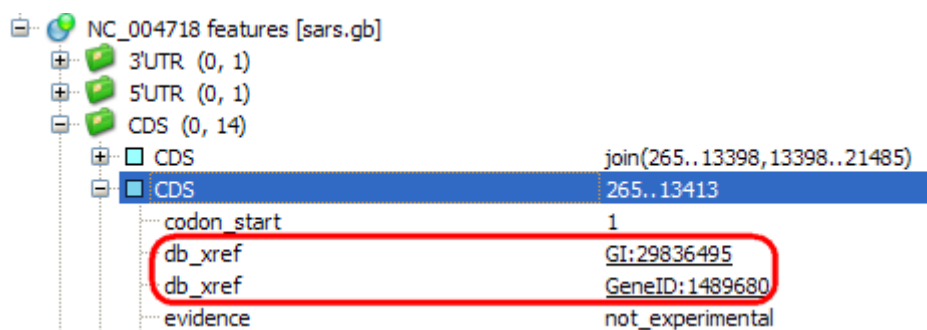 NC_004718 features [sars.gb]
3'UTR (0, 1)
5'UTR (0, 1)
CDS (0, 14)
CDS join(265..13398,13398..21485)
CDS 265..13413
codon_start 1
db_xref GI:29836495
db_xref GeneID:1489680
evidence not_experimental